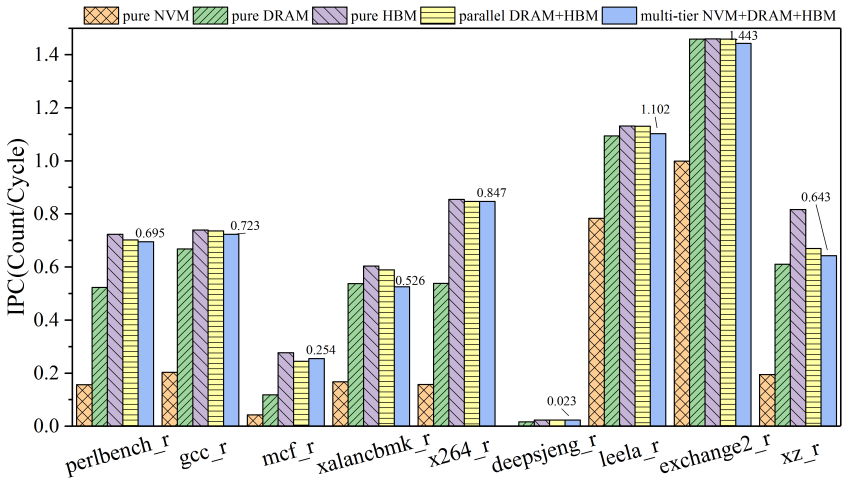 pure NVM pure DRAM pure HBM parallel DRAM+HBM multi-tier NVM+DRAM+HBM
IPC(Count/Cycle)
1.4
1.2
1.0
0.8
0.6
0.4
0.2
0.0
0.695
0.723
0.254
0.526
0.847
0.023
1.102
1.443
0.643
perlbench_r
gcc_r
mcf_r
xalancbmk_r
x264_r
deepsjeng_r
leela_r
exchange2_r
xz_r